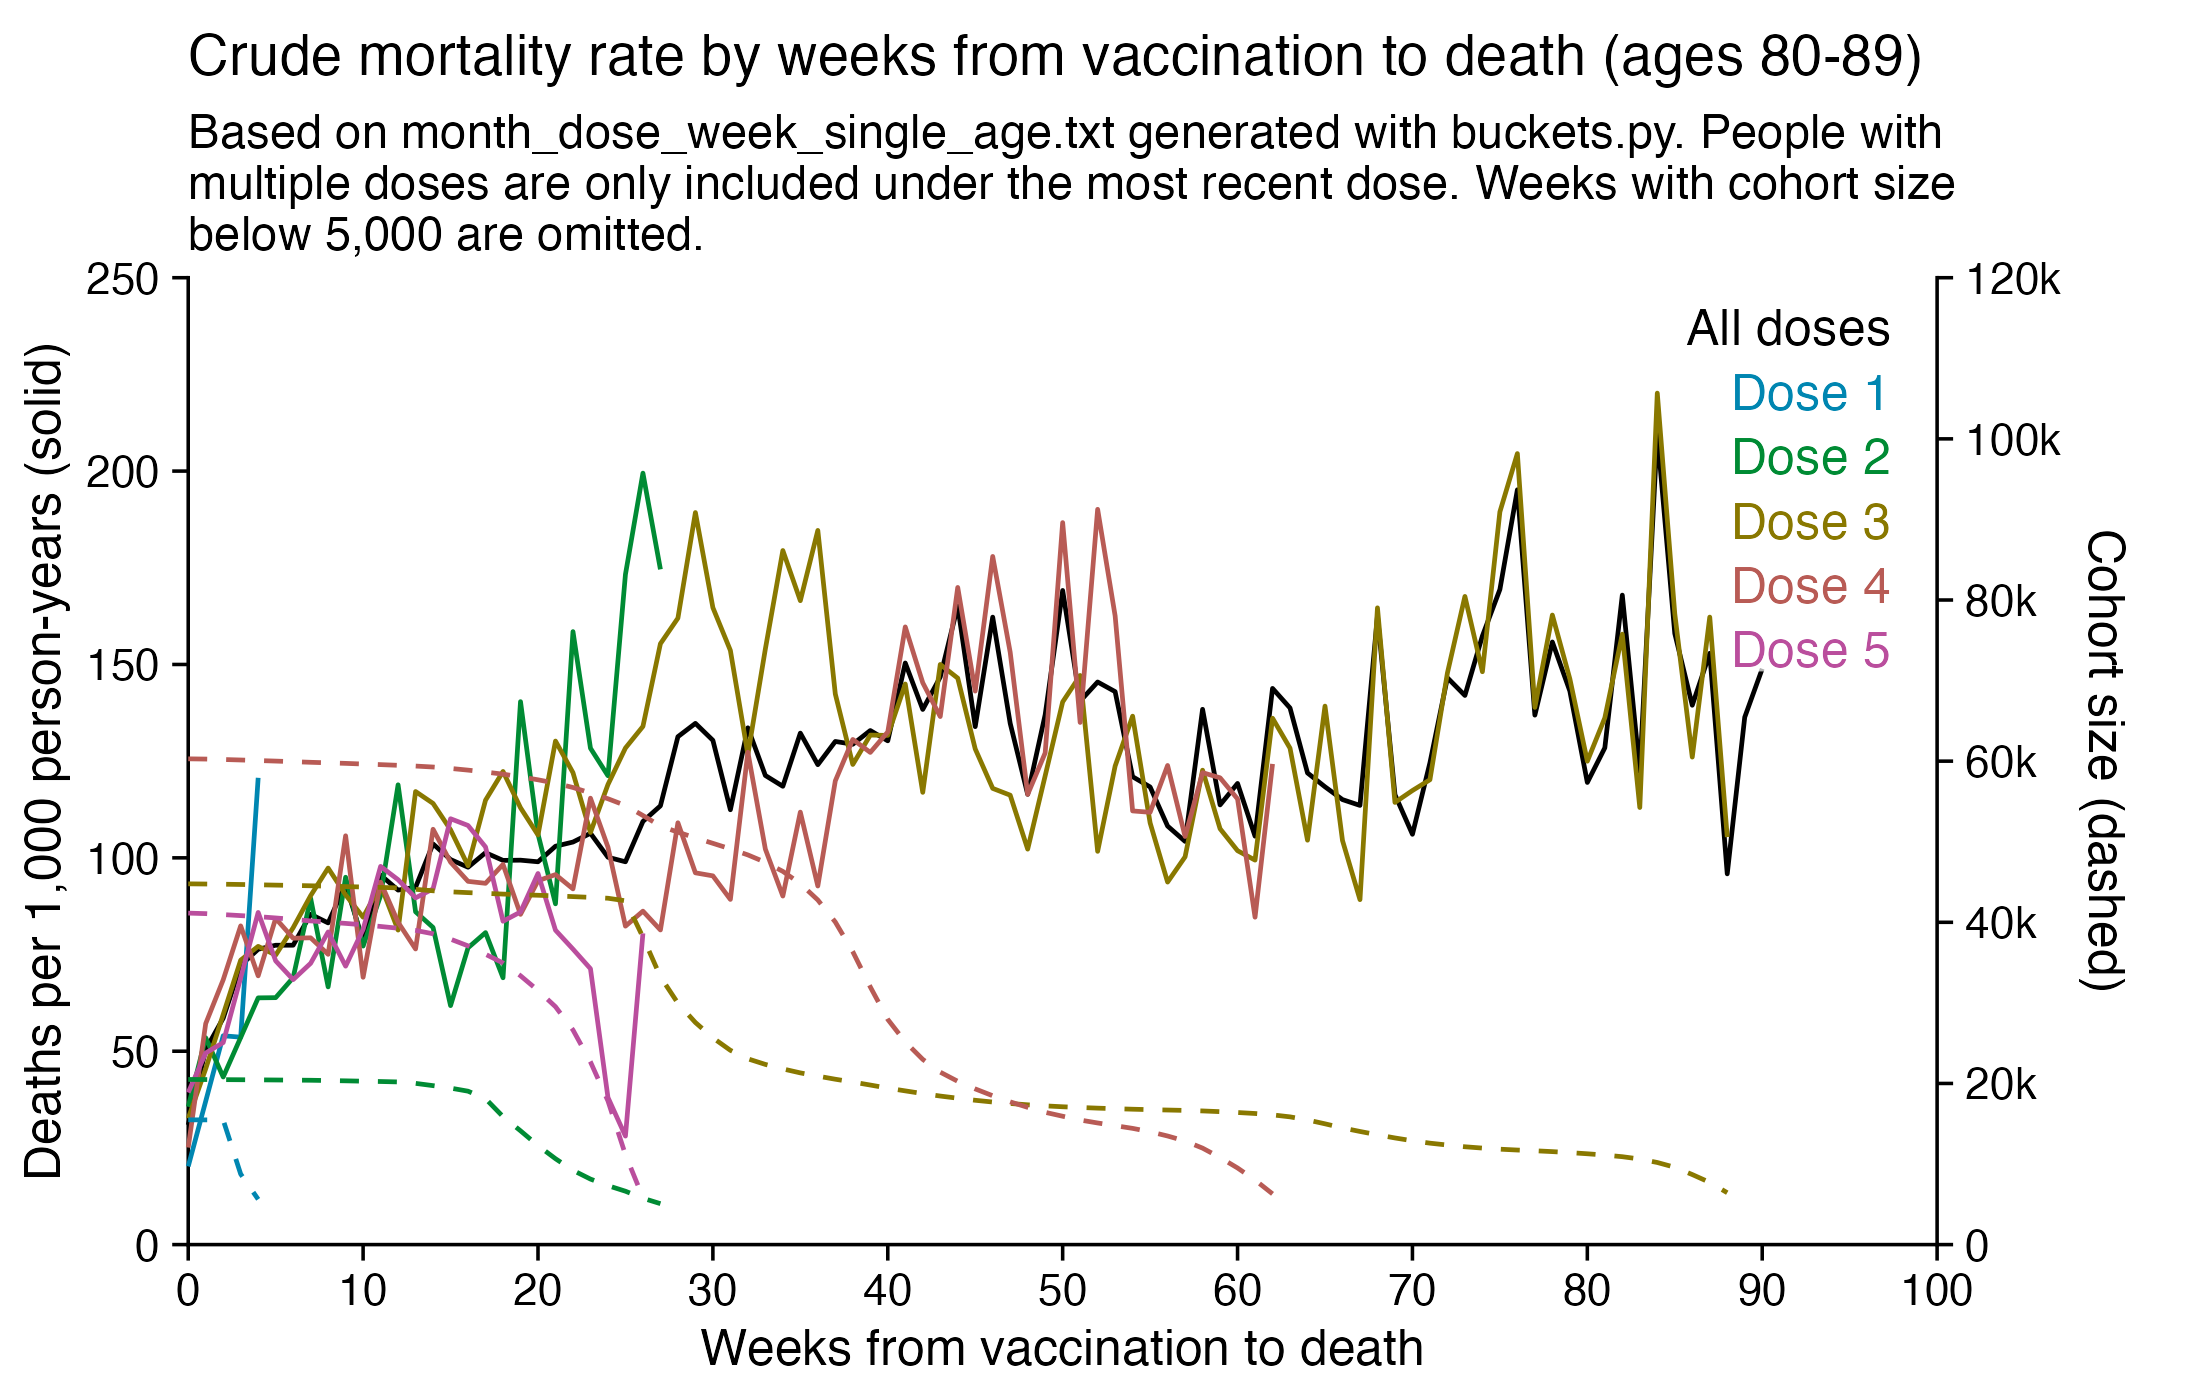 Crude mortality rate by weeks from vaccination to death (ages 80-89)
Based on month_dose_week_single_age.txt generated with buckets.py. People with
multiple doses are only included under the most recent dose. Weeks with cohort size
below 5,000 are omitted.
250
200
150
100
50
0
Deaths per 1,000 person-years (solid)
All doses
Dose 1
Dose 2
Dose 3
Dose 4
Dose 5
120k
100k
80k
60k
40k
20k
0
Cohort size (dashed)
0 10 20 30 40 50 60 70 80 90 100
Weeks from vaccination to death